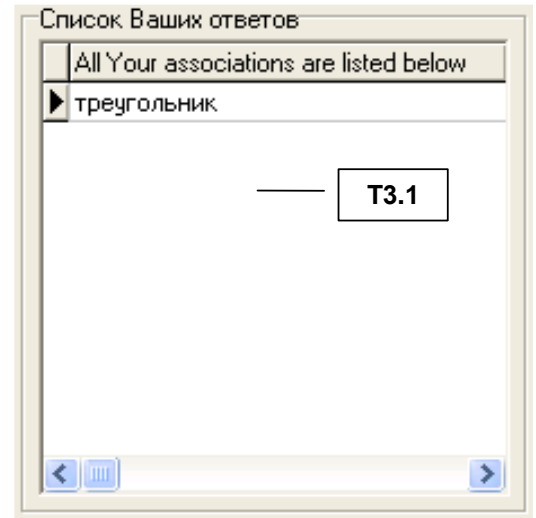 Список Ваших ответов
All Your associations are listed below
треугольник
T3.1